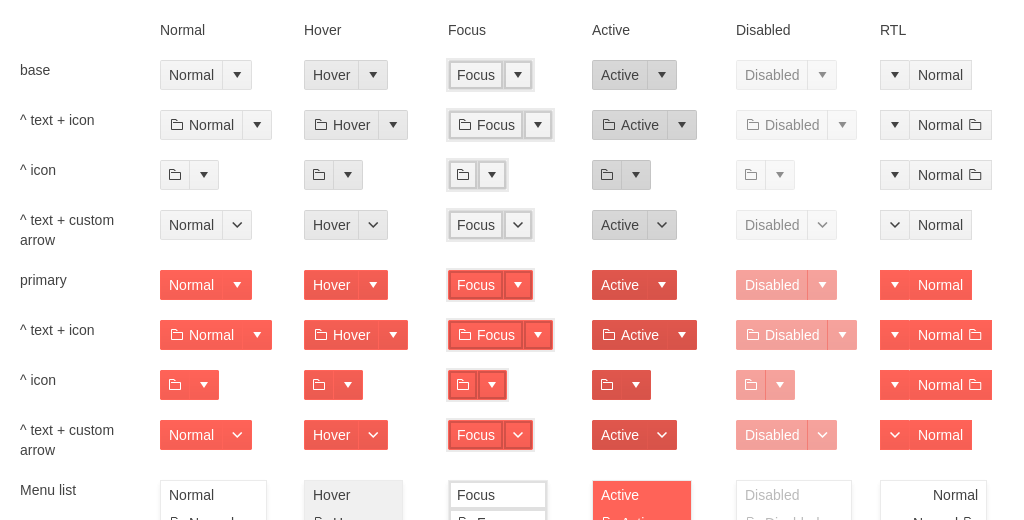 Normal Hover Focus Active Disabled RTL
base Normal Hover Focus Active Disabled Normal
^ text + icon Normal Hover Focus Active Disabled Normal
^ icon Normal
^ text + custom arrow Normal Hover Focus Active Disabled Normal
primary Normal Hover Focus Active Disabled Normal
^ text + icon Normal Hover Focus Active Disabled Normal
^ icon Normal
^ text + custom arrow Normal Hover Focus Active Disabled Normal
Menu list Normal Hover Focus Active Disabled Normal